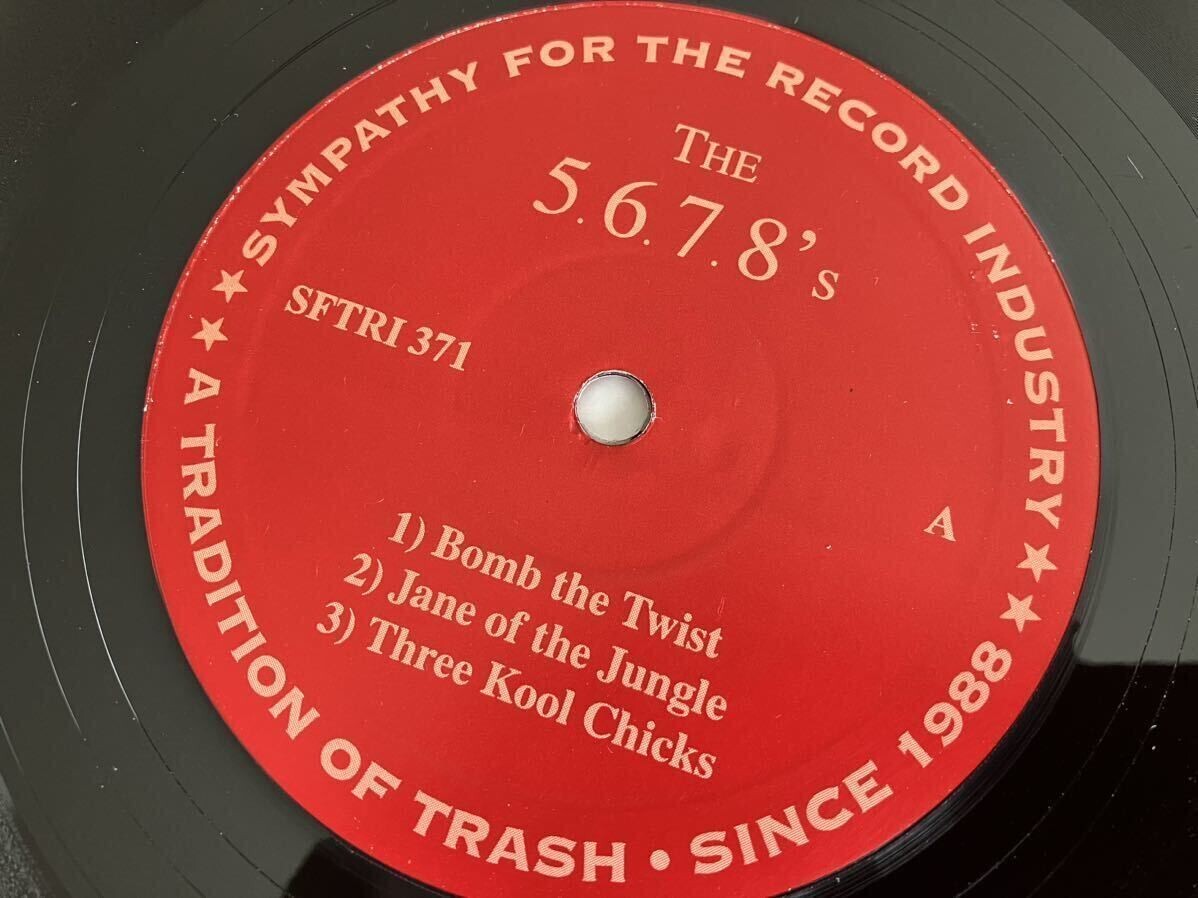 ★ SYMPATHY FOR THE RECORD INDUSTRY ★
THE
5.6.7.8's
SFTRI 371
A
1) Bomb the Twist
2) Jane of the Jungle
3) Three Kool Chicks
★ A TRADITION OF TRASH • SINCE 1988 ★